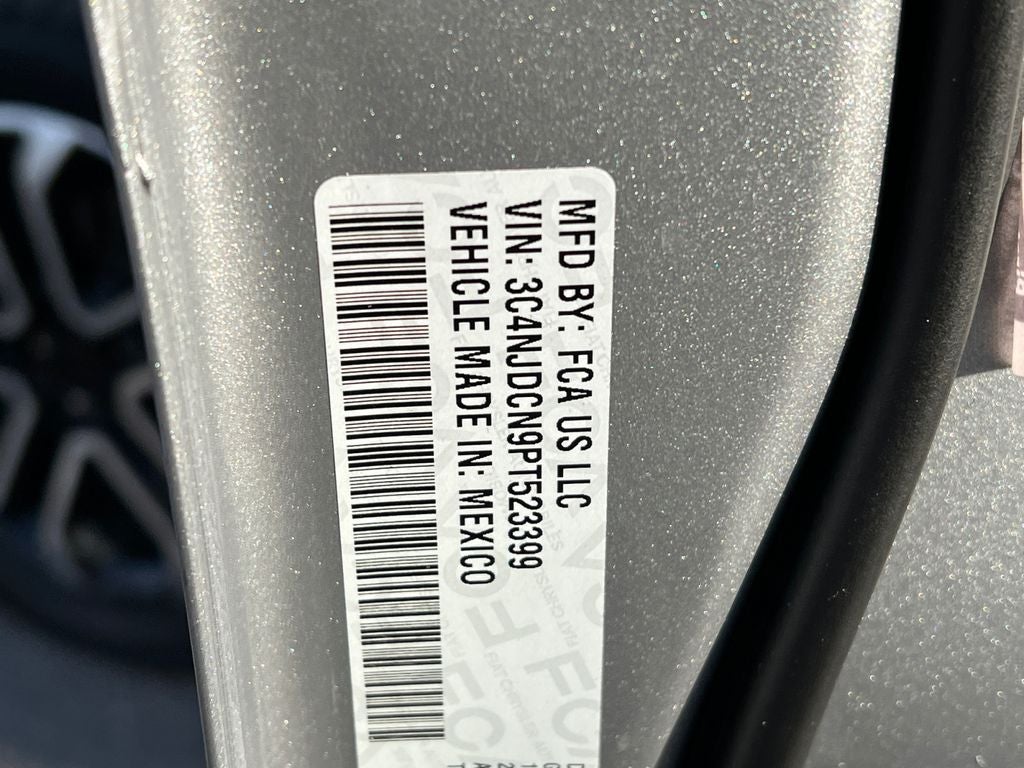 MFD BY: FCA US LLC
VIN: 3C4NJDCN9PT523399
VEHICLE MADE IN: MEXICO